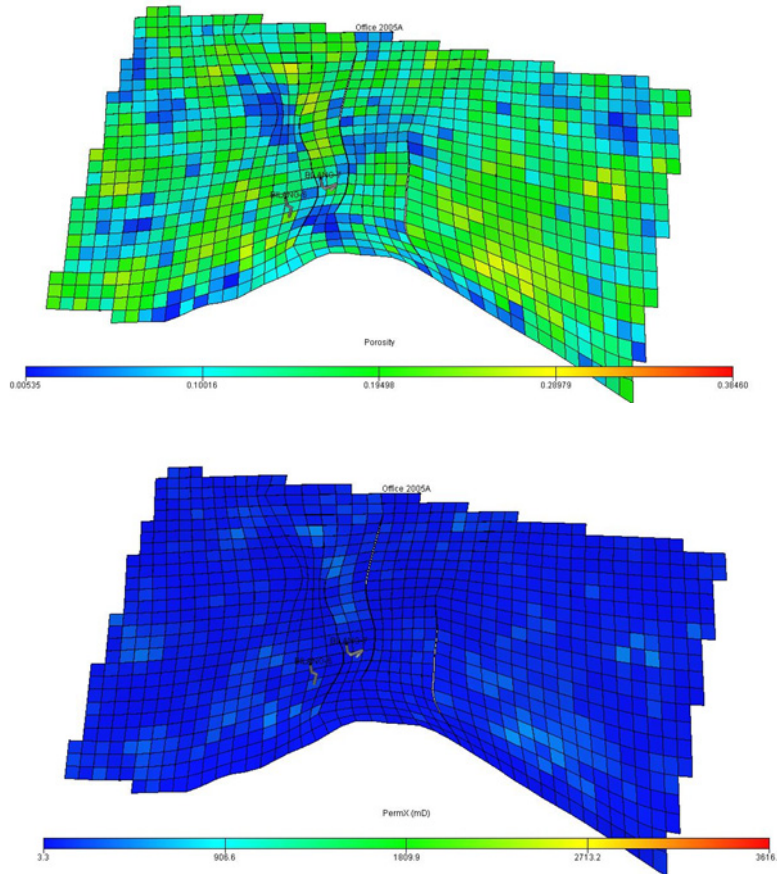 Office 2005A
Porosity
0.00535 0.10016 0.19498 0.28979 0.38460
Office 2005A
PermX (mD)
3.3 906.6 1809.9 2713.2 3616.